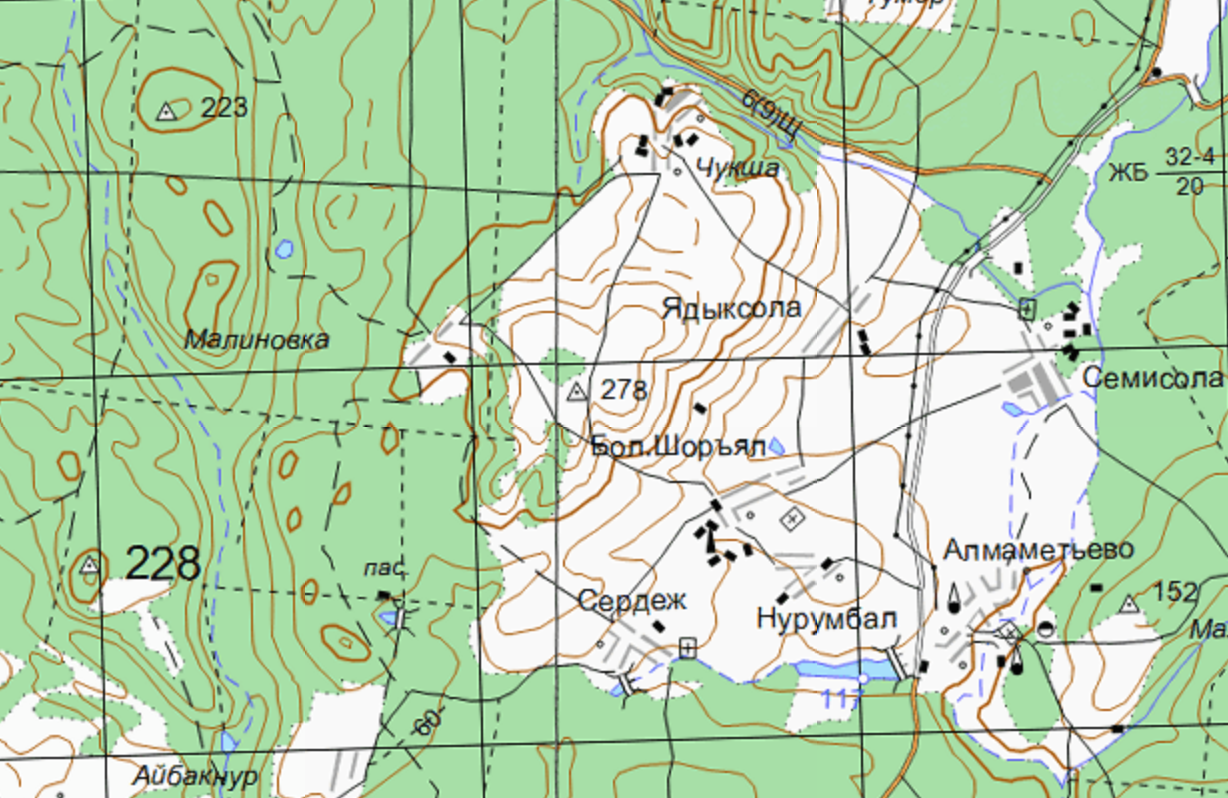 223
6(9)Щ
Чукша
ЖБ 32-4
20
Ядыксола
Малиновка
278
Семисола
Бол.Шоръял
228
пас.
Алмаметьево
152
Сердеж
Нурумбал
117
60
Айбакнур